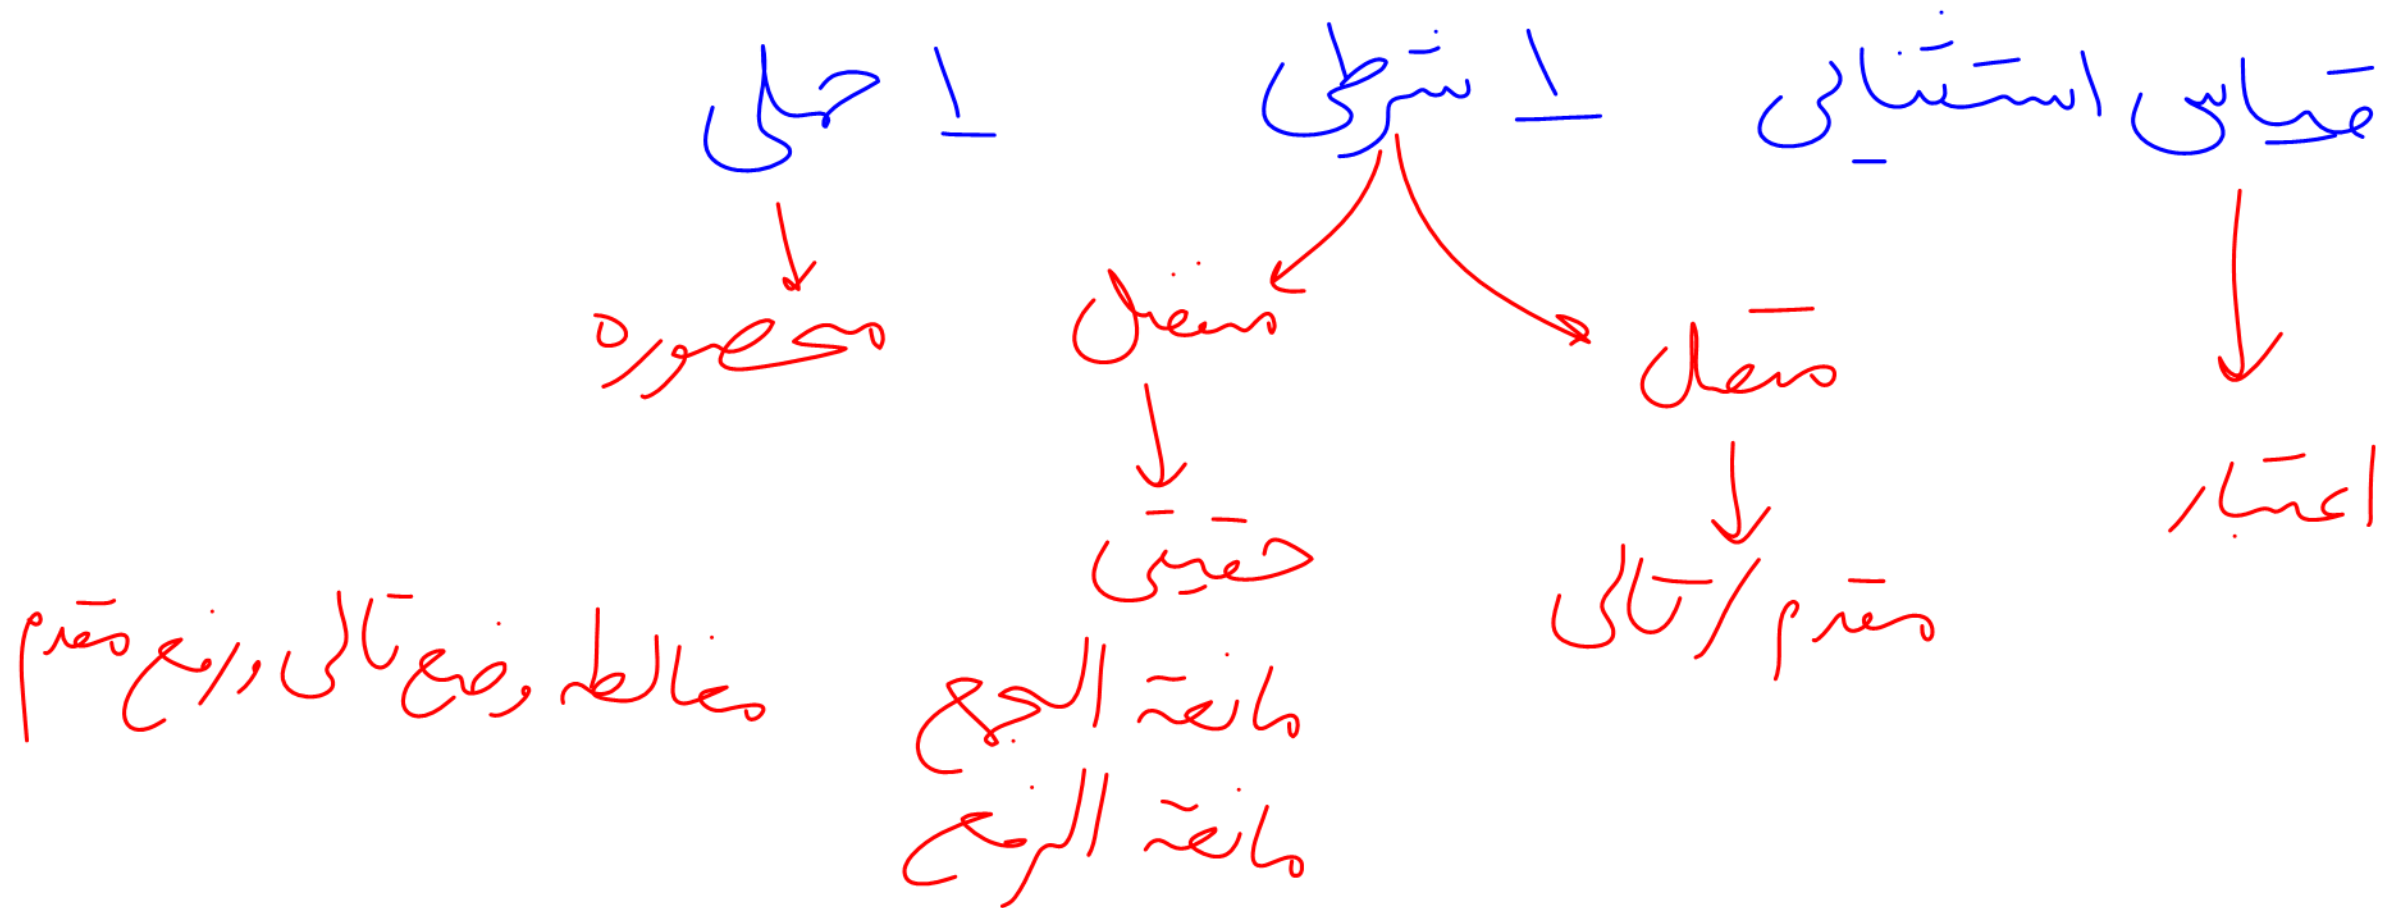 قیاس استثنایی ۱ شرطی ۱ حملی
متصل منفصل محصوره
اعتبار
مقدم / تالی حقیقی
مغالطه وضع تالی و رفع مقدم
مانعة الجمع
مانعة الرفع